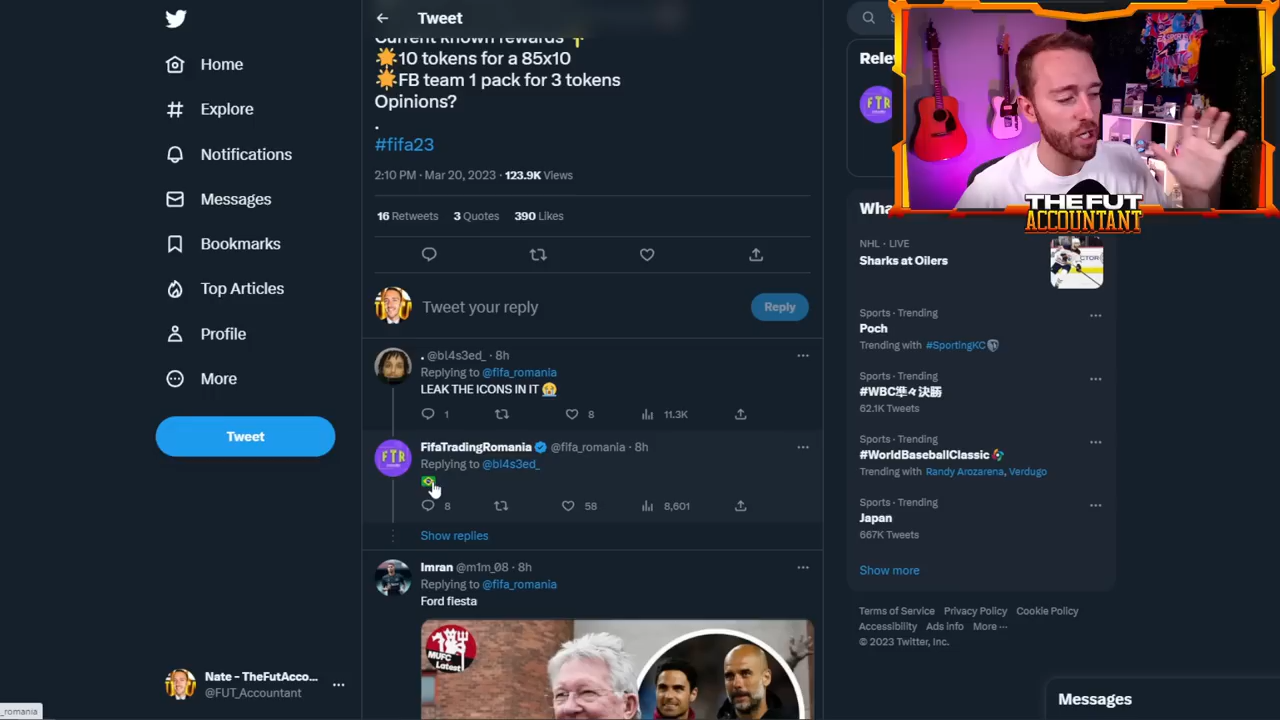 Tweet
Current known rewards
10 tokens for a 85x10
FB team 1 pack for 3 tokens
Opinions?
.
#fifa23
2:10 PM · Mar 20, 2023 · 123.9K Views
16 Retweets 3 Quotes 390 Likes
Tweet your reply
Reply
. @bl4s3ed_ · 8h
Replying to @fifa_romania
LEAK THE ICONS IN IT 😭
1 8 11.3K
FifaTradingRomania @fifa_romania · 8h
Replying to @bl4s3ed_
🇧🇷
8 58 8,601
Show replies
Imran @m1m_08 · 8h
Replying to @fifa_romania
Ford fiesta
MUFC
Latest
Home
Explore
Notifications
Messages
Bookmarks
Top Articles
Profile
More
Tweet
Nate - TheFutAcco...
@FUT_Accountant
_romania
FTR
FTR
THE FUT
ACCOUNTANT
NHL · LIVE
Sharks at Oilers
Sports · Trending
Poch
Trending with #SportingKC
Sports · Trending
#WBC準々決勝
62.1K Tweets
Sports · Trending
#WorldBaseballClassic
Trending with Randy Arozarena, Verdugo
Sports · Trending
Japan
667K Tweets
Show more
Terms of Service Privacy Policy Cookie Policy
Accessibility Ads info More ···
© 2023 Twitter, Inc.
Messages